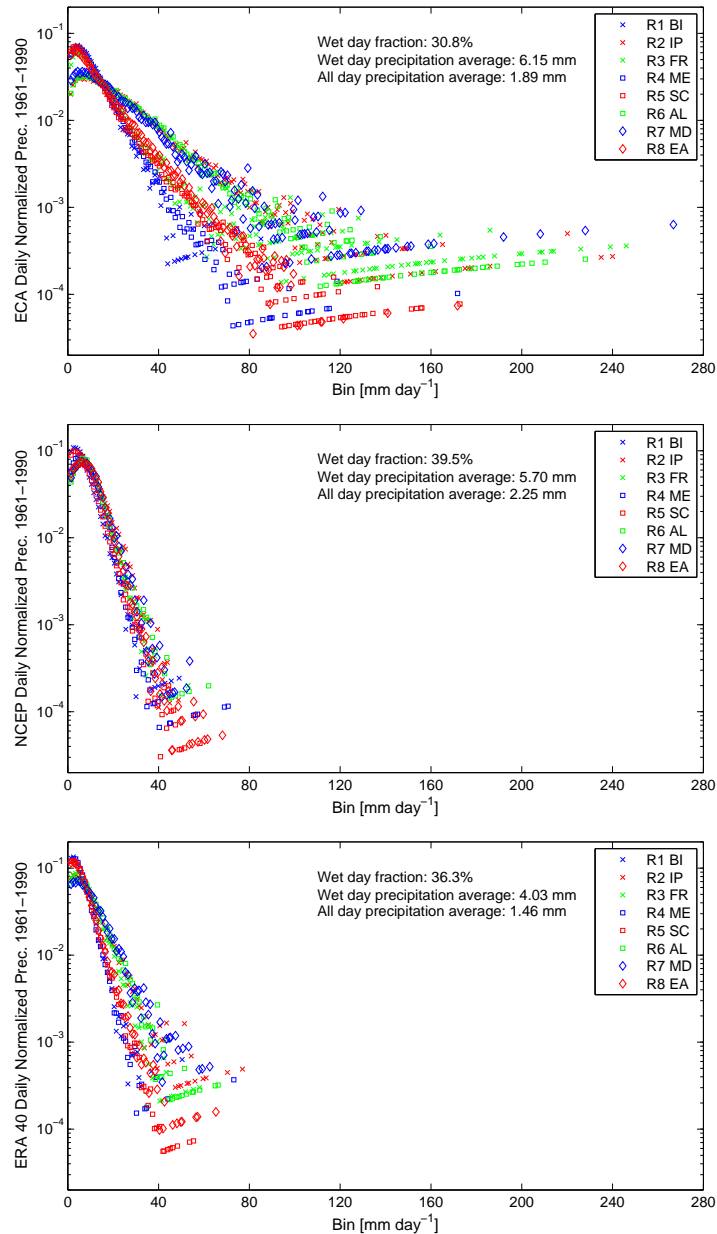 ECA Daily Normalized Prec. 1961–1990
10⁻¹
10⁻²
10⁻³
10⁻⁴
Wet day fraction: 30.8%
Wet day precipitation average: 6.15 mm
All day precipitation average: 1.89 mm
R1 BI
R2 IP
R3 FR
R4 ME
R5 SC
R6 AL
R7 MD
R8 EA
0 40 80 120 160 200 240 280
Bin [mm day⁻¹]
NCEP Daily Normalized Prec. 1961–1990
10⁻¹
10⁻²
10⁻³
10⁻⁴
Wet day fraction: 39.5%
Wet day precipitation average: 5.70 mm
All day precipitation average: 2.25 mm
R1 BI
R2 IP
R3 FR
R4 ME
R5 SC
R6 AL
R7 MD
R8 EA
0 40 80 120 160 200 240 280
Bin [mm day⁻¹]
ERA 40 Daily Normalized Prec. 1961–1990
10⁻¹
10⁻²
10⁻³
10⁻⁴
Wet day fraction: 36.3%
Wet day precipitation average: 4.03 mm
All day precipitation average: 1.46 mm
R1 BI
R2 IP
R3 FR
R4 ME
R5 SC
R6 AL
R7 MD
R8 EA
0 40 80 120 160 200 240 280
Bin [mm day⁻¹]